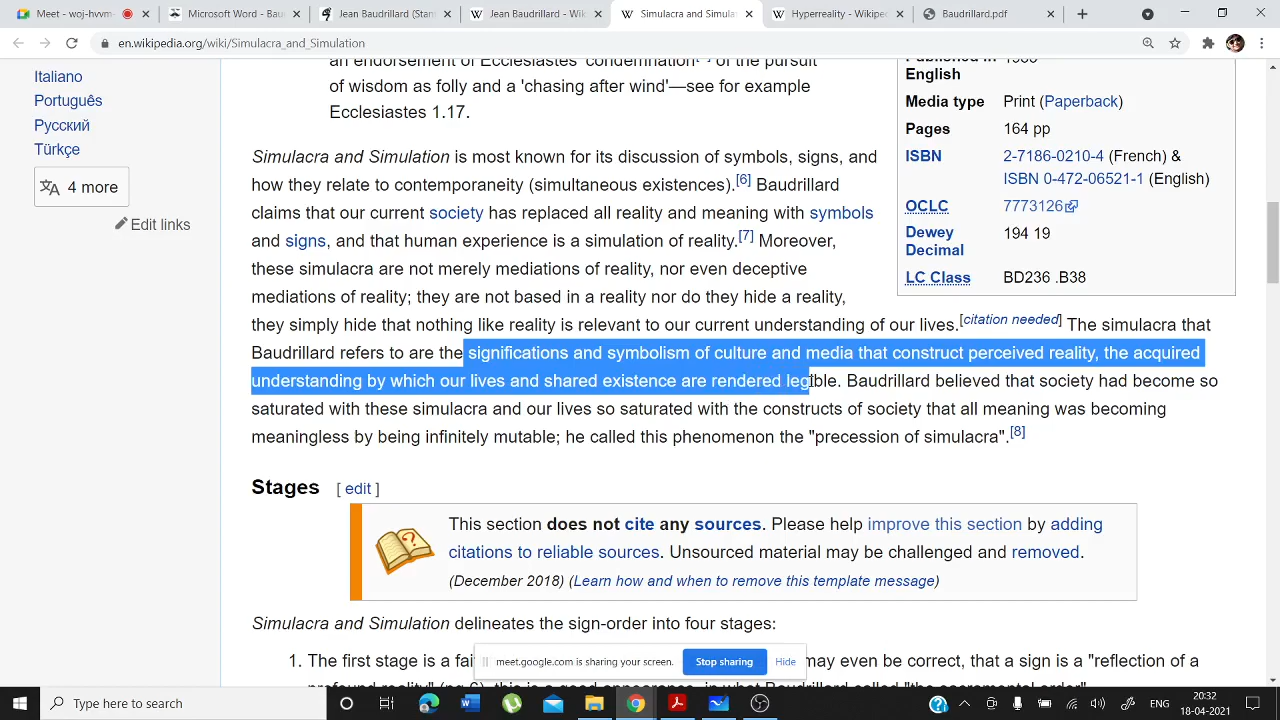 Meet - woj-hwm-
Microsoft Word - Baud
Jean Baudrillard (Stan
Jean Baudrillard - Wik
Simulacra and Simula
Hyperreality - Wikipe
Baudrillard.pdf
en.wikipedia.org/wiki/Simulacra_and_Simulation
Italiano
Português
Русский
Türkçe
4 more
Edit links
an endorsement of Ecclesiastes' condemnation of the pursuit
of wisdom as folly and a 'chasing after wind'—see for example
Ecclesiastes 1.17.
Simulacra and Simulation is most known for its discussion of symbols, signs, and
how they relate to contemporaneity (simultaneous existences).[6] Baudrillard
claims that our current society has replaced all reality and meaning with symbols
and signs, and that human experience is a simulation of reality.[7] Moreover,
these simulacra are not merely mediations of reality, nor even deceptive
mediations of reality; they are not based in a reality nor do they hide a reality,
they simply hide that nothing like reality is relevant to our current understanding of our lives.[citation needed] The simulacra that
Baudrillard refers to are the significations and symbolism of culture and media that construct perceived reality, the acquired
understanding by which our lives and shared existence are rendered legible. Baudrillard believed that society had become so
saturated with these simulacra and our lives so saturated with the constructs of society that all meaning was becoming
meaningless by being infinitely mutable; he called this phenomenon the "precession of simulacra".[8]
Published in
English
Media type Print (Paperback)
Pages 164 pp
ISBN 2-7186-0210-4 (French) &
ISBN 0-472-06521-1 (English)
OCLC 7773126
Dewey 194 19
Decimal
LC Class BD236 .B38
Stages [ edit ]
This section does not cite any sources. Please help improve this section by adding
citations to reliable sources. Unsourced material may be challenged and removed.
(December 2018) (Learn how and when to remove this template message)
Simulacra and Simulation delineates the sign-order into four stages:
1. The first stage is a fai may even be correct, that a sign is a "reflection of a
meet.google.com is sharing your screen. Stop sharing Hide
Type here to search
ENG
20:32
18-04-2021